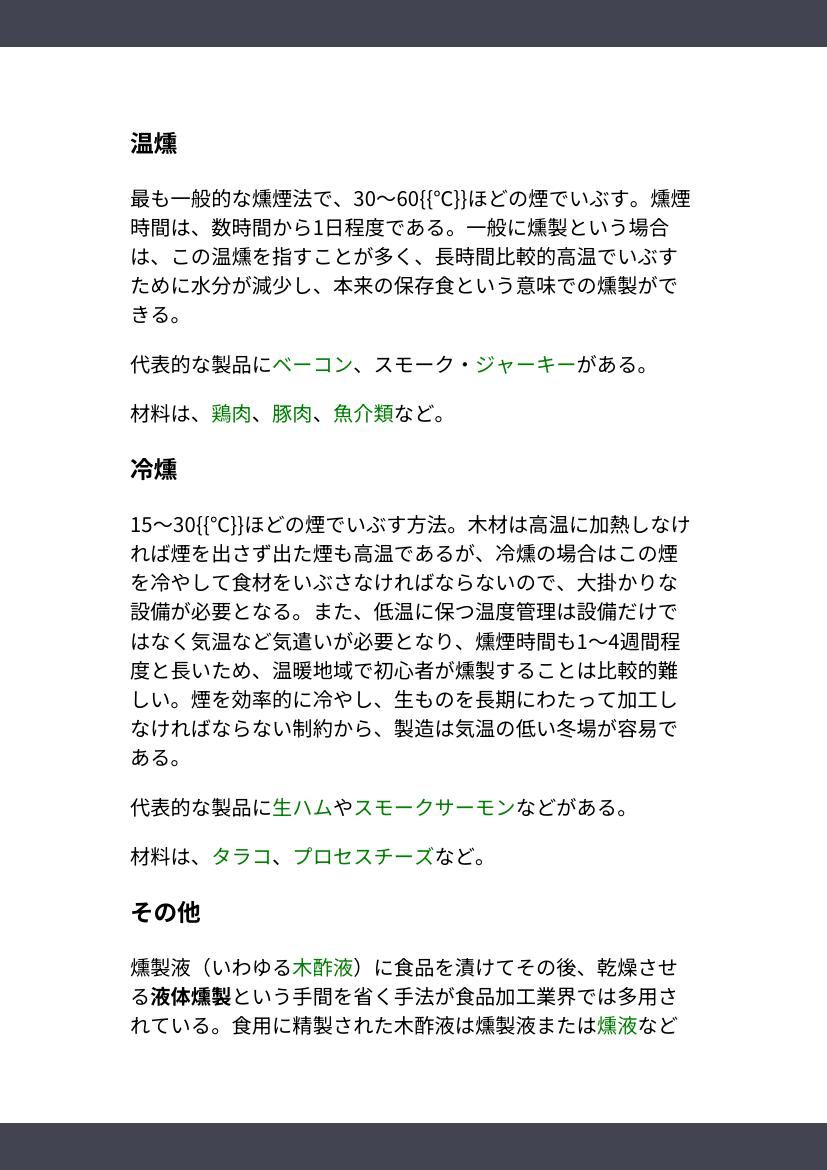 温燻
最も一般的な燻煙法で、30〜60{{℃}}ほどの煙でいぶす。燻煙
時間は、数時間から1日程度である。一般に燻製という場合
は、この温燻を指すことが多く、長時間比較的高温でいぶす
ために水分が減少し、本来の保存食という意味での燻製がで
きる。
代表的な製品にベーコン、スモーク・ジャーキーがある。
材料は、鶏肉、豚肉、魚介類など。
冷燻
15〜30{{℃}}ほどの煙でいぶす方法。木材は高温に加熱しなけ
れば煙を出さず出た煙も高温であるが、冷燻の場合はこの煙
を冷やして食材をいぶさなければならないので、大掛かりな
設備が必要となる。また、低温に保つ温度管理は設備だけで
はなく気温など気遣いが必要となり、燻煙時間も1〜4週間程
度と長いため、温暖地域で初心者が燻製することは比較的難
しい。煙を効率的に冷やし、生ものを長期にわたって加工し
なければならない制約から、製造は気温の低い冬場が容易で
ある。
代表的な製品に生ハムやスモークサーモンなどがある。
材料は、タラコ、プロセスチーズなど。
その他
燻製液（いわゆる木酢液）に食品を漬けてその後、乾燥させ
る液体燻製という手間を省く手法が食品加工業界では多用さ
れている。食用に精製された木酢液は燻製液または燻液など